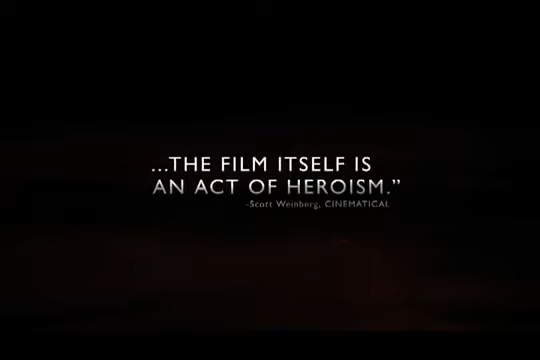 ...THE FILM ITSELF IS
AN ACT OF HEROISM.”
-Scott Weinberg, CINEMATICAL